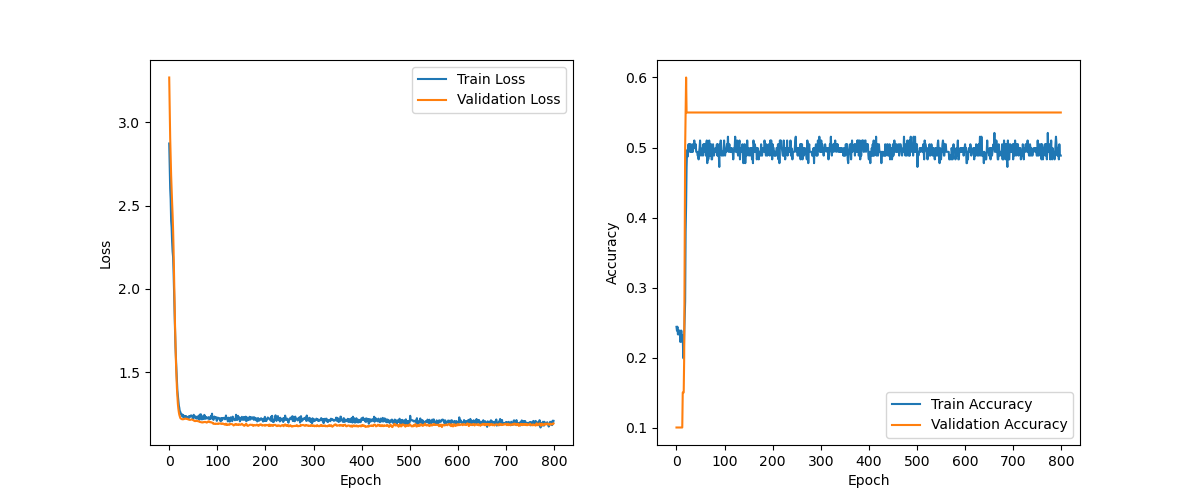 3.0
2.5
2.0
1.5
Loss
0 100 200 300 400 500 600 700 800
Epoch
Train Loss
Validation Loss
0.6
0.5
0.4
0.3
0.2
0.1
Accuracy
0 100 200 300 400 500 600 700 800
Epoch
Train Accuracy
Validation Accuracy